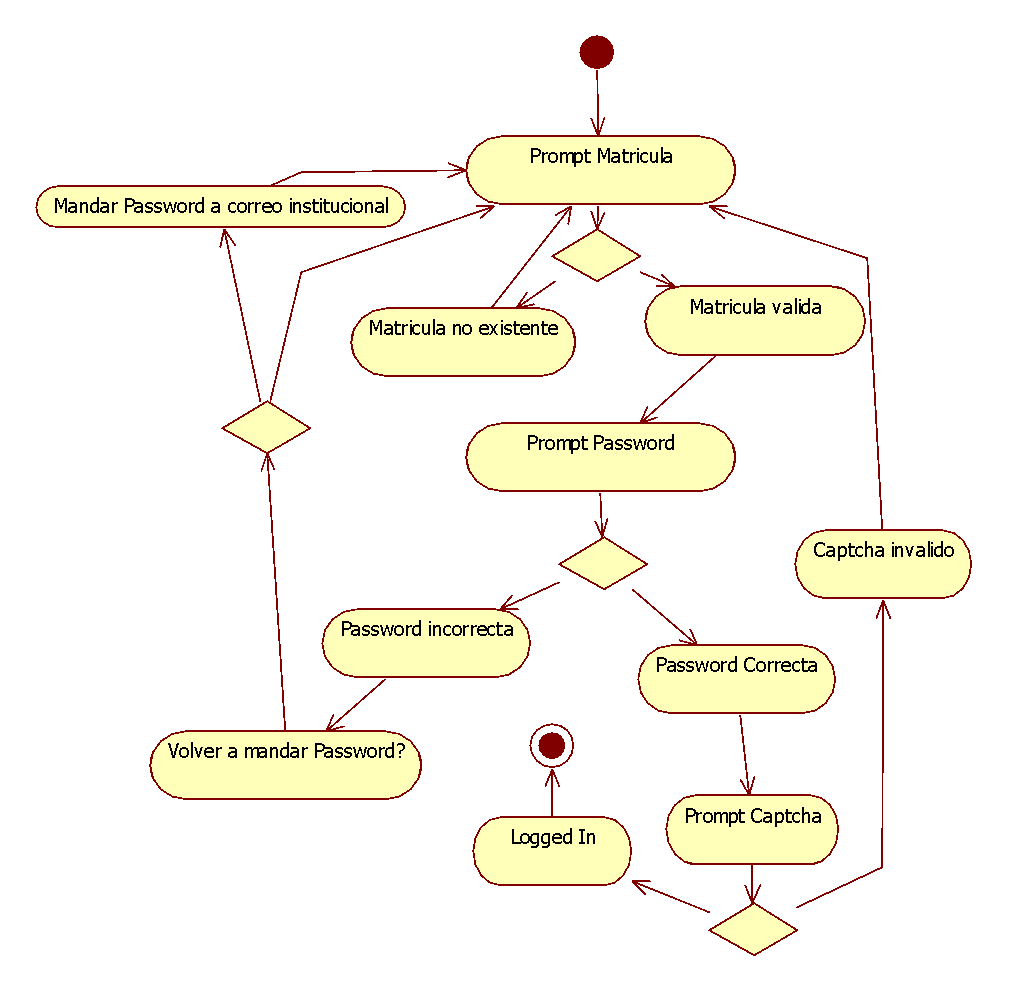 Prompt Matricula
Mandar Password a correo institucional
Matricula no existente
Matricula valida
Prompt Password
Captcha invalido
Password incorrecta
Password Correcta
Volver a mandar Password?
Prompt Captcha
Logged In